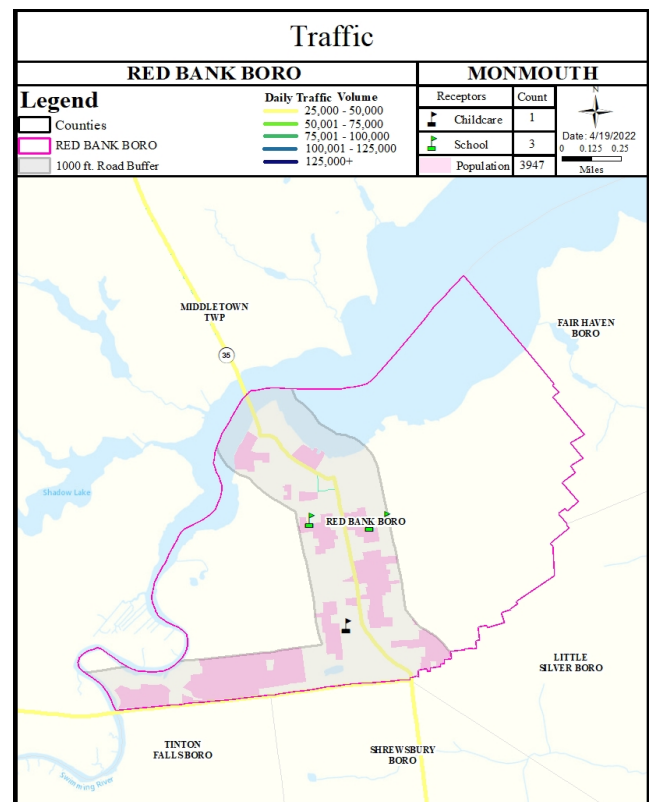 Traffic
RED BANK BORO
MONMOUTH
Legend
Counties
RED BANK BORO
1000 ft. Road Buffer
Daily Traffic Volume
25,000 - 50,000
50,001 - 75,000
75,001 - 100,000
100,001 - 125,000
125,000+
Receptors Count
Childcare 1
School 3
Population 3947
N
Date: 4/19/2022
0 0.125 0.25
Miles
MIDDLETOWN
TWP
35
FAIR HAVEN
BORO
Shadow Lake
RED BANK BORO
LITTLE
SILVER BORO
TINTON
FALLS BORO
SHREWSBURY
BORO
Swimming River